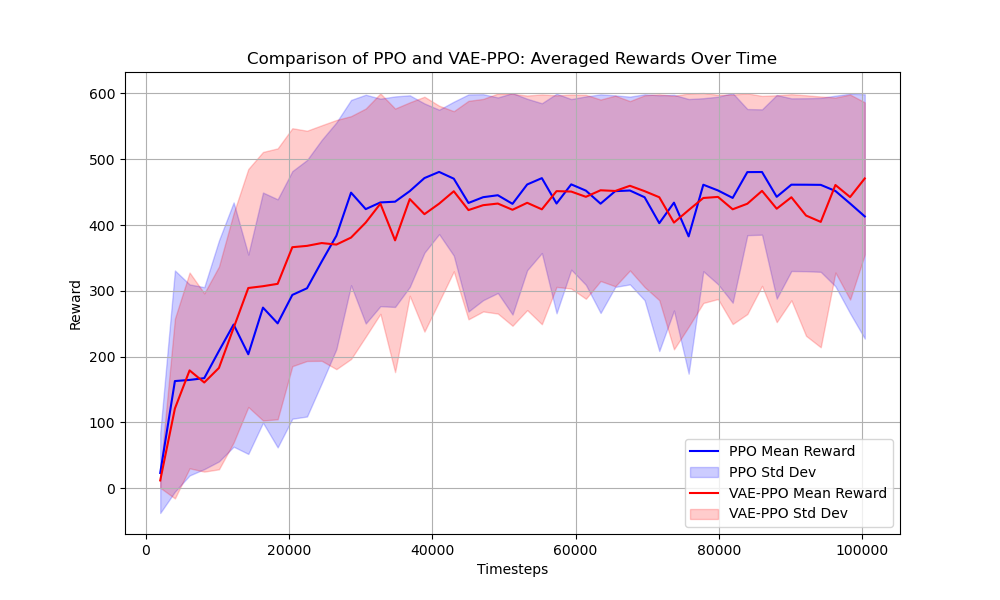 Comparison of PPO and VAE-PPO: Averaged Rewards Over Time
600
500
400
300
200
100
0
Reward
PPO Mean Reward
PPO Std Dev
VAE-PPO Mean Reward
VAE-PPO Std Dev
0 20000 40000 60000 80000 100000
Timesteps